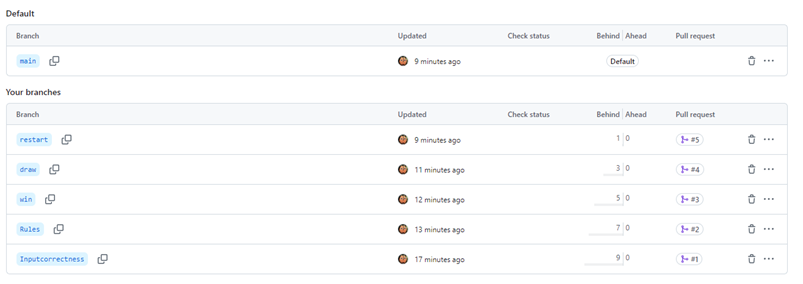 Default
Branch Updated Check status Behind Ahead Pull request
main 9 minutes ago Default
Your branches
Branch Updated Check status Behind Ahead Pull request
restart 9 minutes ago 1 0 #5
draw 11 minutes ago 3 0 #4
win 12 minutes ago 5 0 #3
Rules 13 minutes ago 7 0 #2
Inputcorrectness 17 minutes ago 9 0 #1